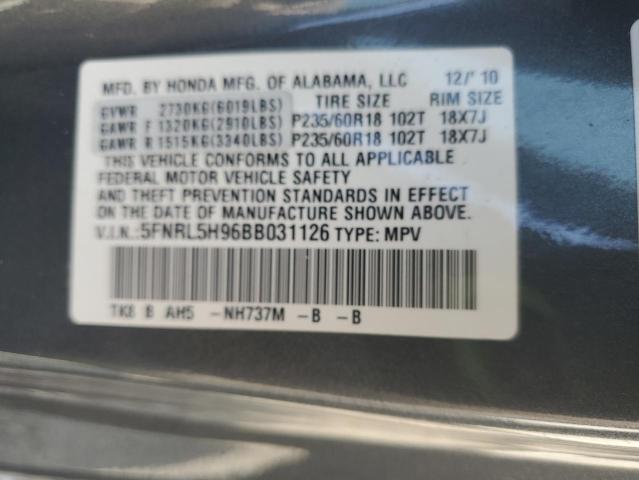 MFD. BY HONDA MFG. OF ALABAMA, LLC 12/'10
GVWR 2730KG(6019LBS) TIRE SIZE RIM SIZE
GAWR F 1320KG(2910LBS) P235/60R18 102T 18X7J
GAWR R 1515KG(3340LBS) P235/60R18 102T 18X7J
THIS VEHICLE CONFORMS TO ALL APPLICABLE
FEDERAL MOTOR VEHICLE SAFETY
AND THEFT PREVENTION STANDARDS IN EFFECT
ON THE DATE OF MANUFACTURE SHOWN ABOVE.
V.I.N.:5FNRL5H96BB031126 TYPE: MPV
TK8 B AH5 -NH737M -B -B